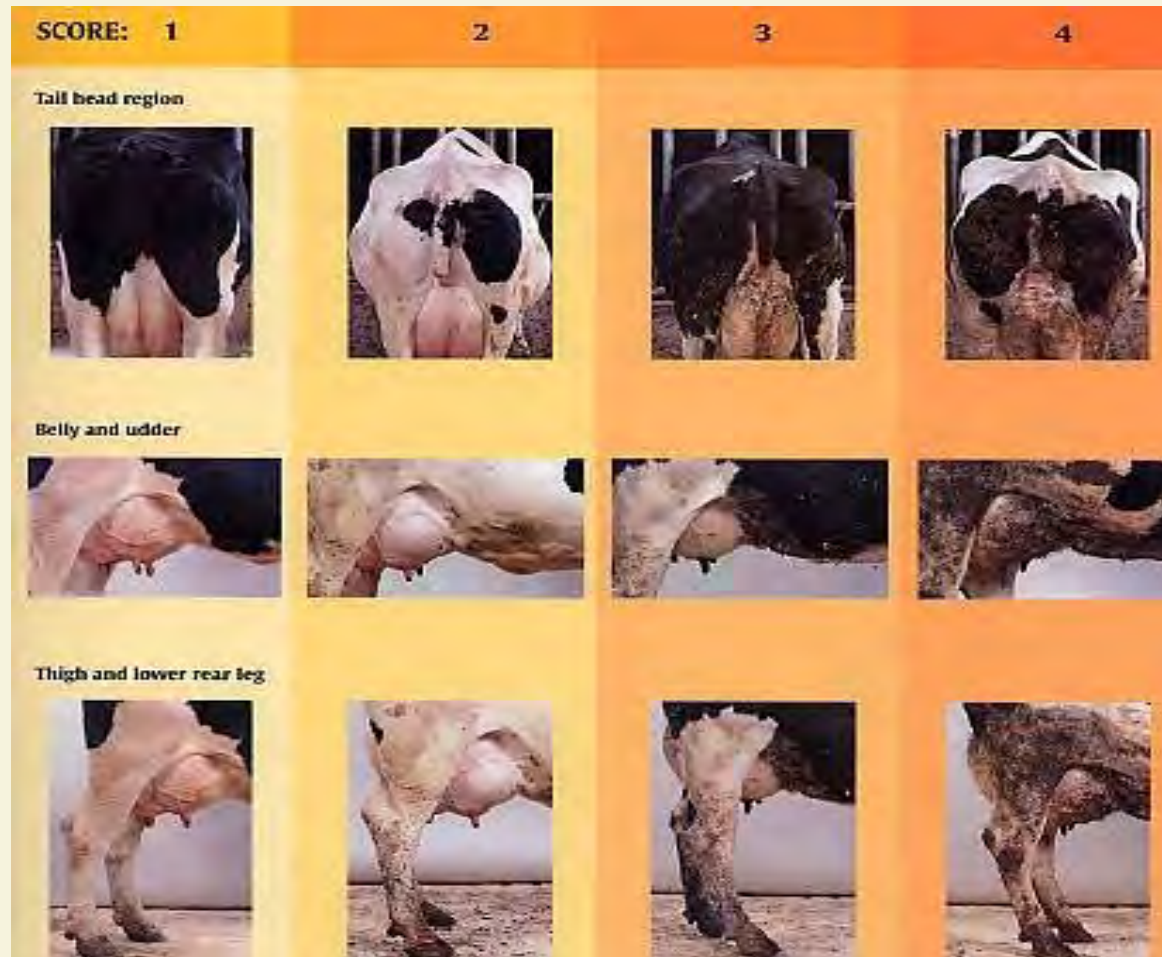 SCORE: 1 2 3 4
Tail head region
Belly and udder
Thigh and lower rear leg